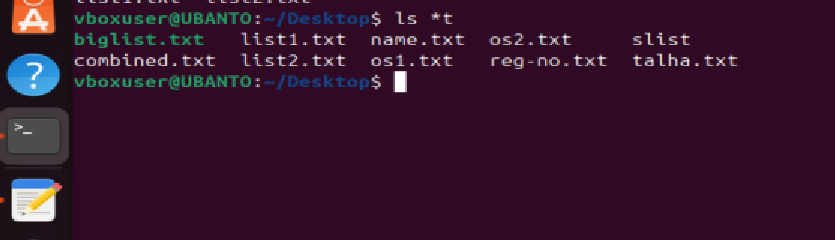 vboxuser@UBANTO:~/Desktop$ ls *t
biglist.txt list1.txt name.txt os2.txt slist
combined.txt list2.txt os1.txt reg-no.txt talha.txt
vboxuser@UBANTO:~/Desktop$